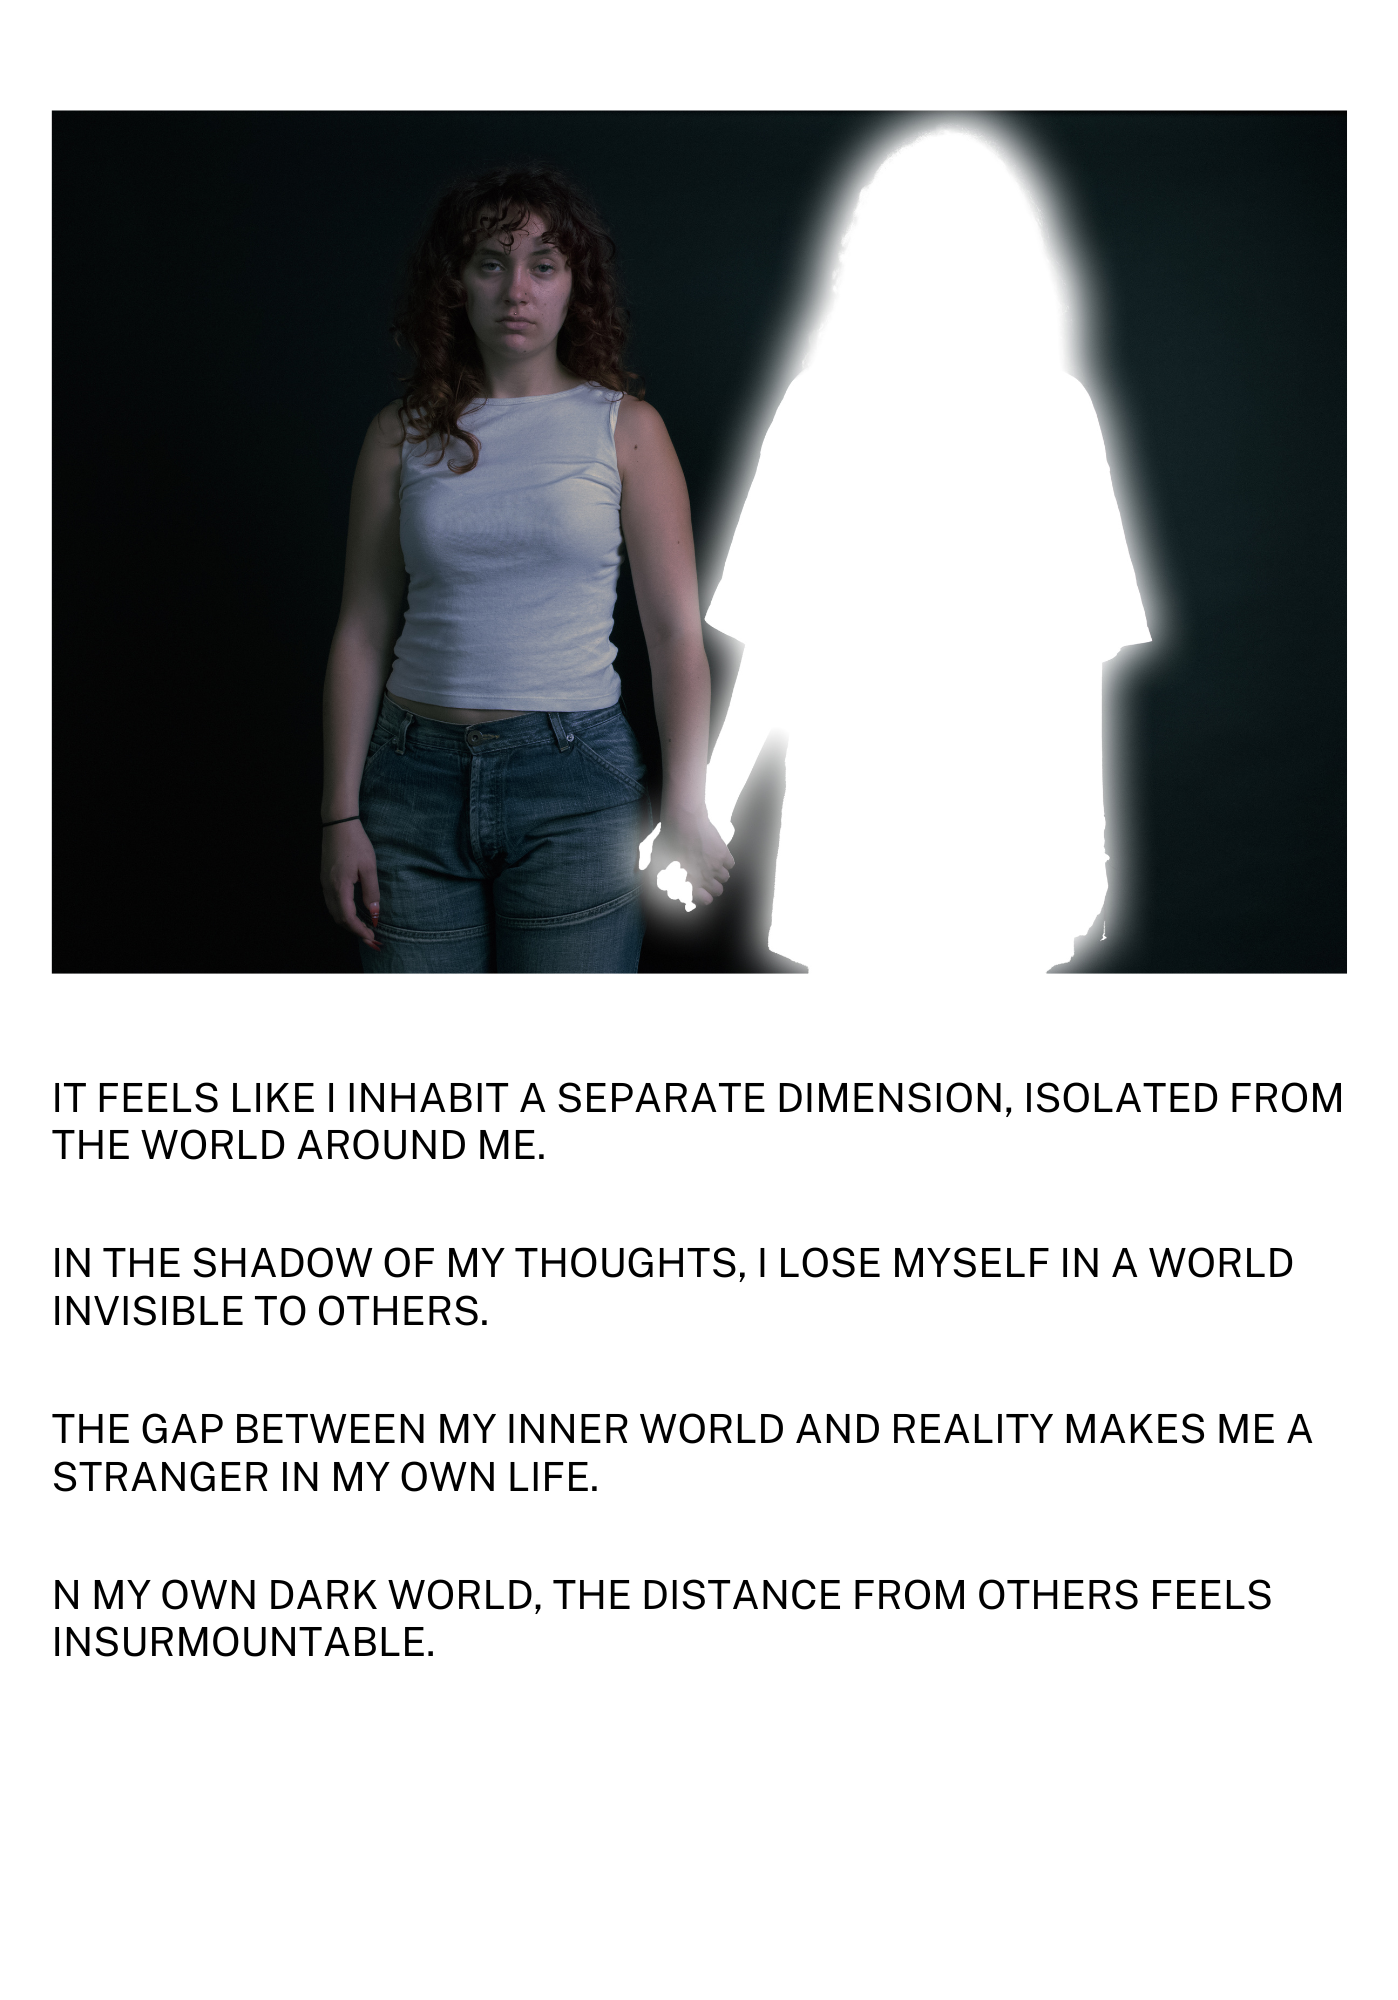 IT FEELS LIKE I INHABIT A SEPARATE DIMENSION, ISOLATED FROM
THE WORLD AROUND ME.
IN THE SHADOW OF MY THOUGHTS, I LOSE MYSELF IN A WORLD
INVISIBLE TO OTHERS.
THE GAP BETWEEN MY INNER WORLD AND REALITY MAKES ME A
STRANGER IN MY OWN LIFE.
N MY OWN DARK WORLD, THE DISTANCE FROM OTHERS FEELS
INSURMOUNTABLE.